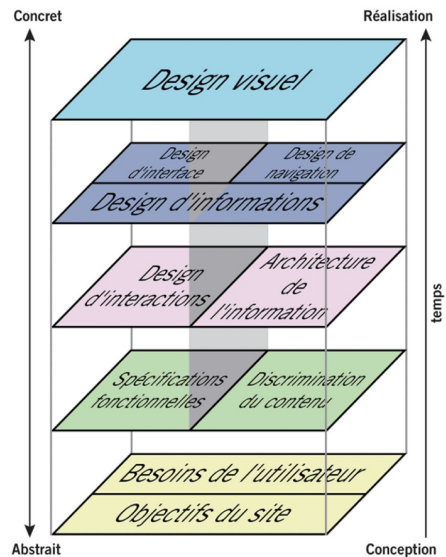 Concret
Réalisation
Design visuel
Design
d'interface
Design de
navigation
Design d'informations
Design
d'interactions
Architecture
de
l'information
temps
Spécifications
fonctionnelles
Discrimination
du contenu
Besoins de l'utilisateur
Objectifs du site
Abstrait
Conception